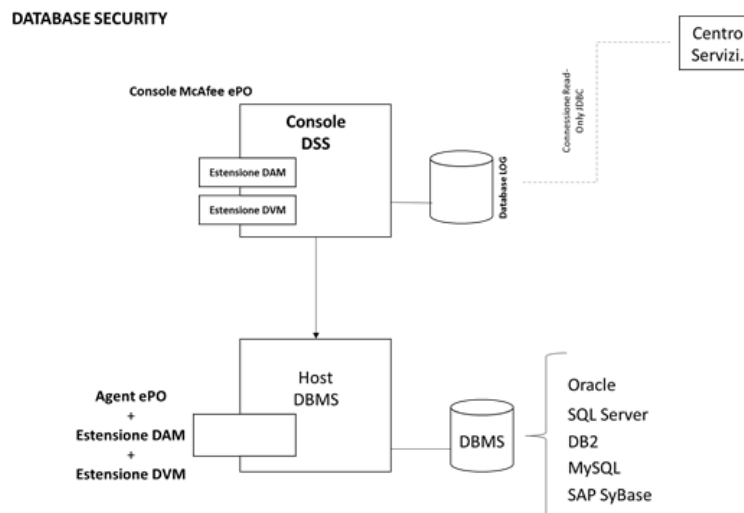 DATABASE SECURITY
Centro
Servizi.
Console McAfee ePO
Console
DSS
Estensione DAM
Estensione DVM
Database LOG
Connessione Read-
Only JDBC
Host
DBMS
Agent ePO
+
Estensione DAM
+
Estensione DVM
DBMS
Oracle
SQL Server
DB2
MySQL
SAP SyBase